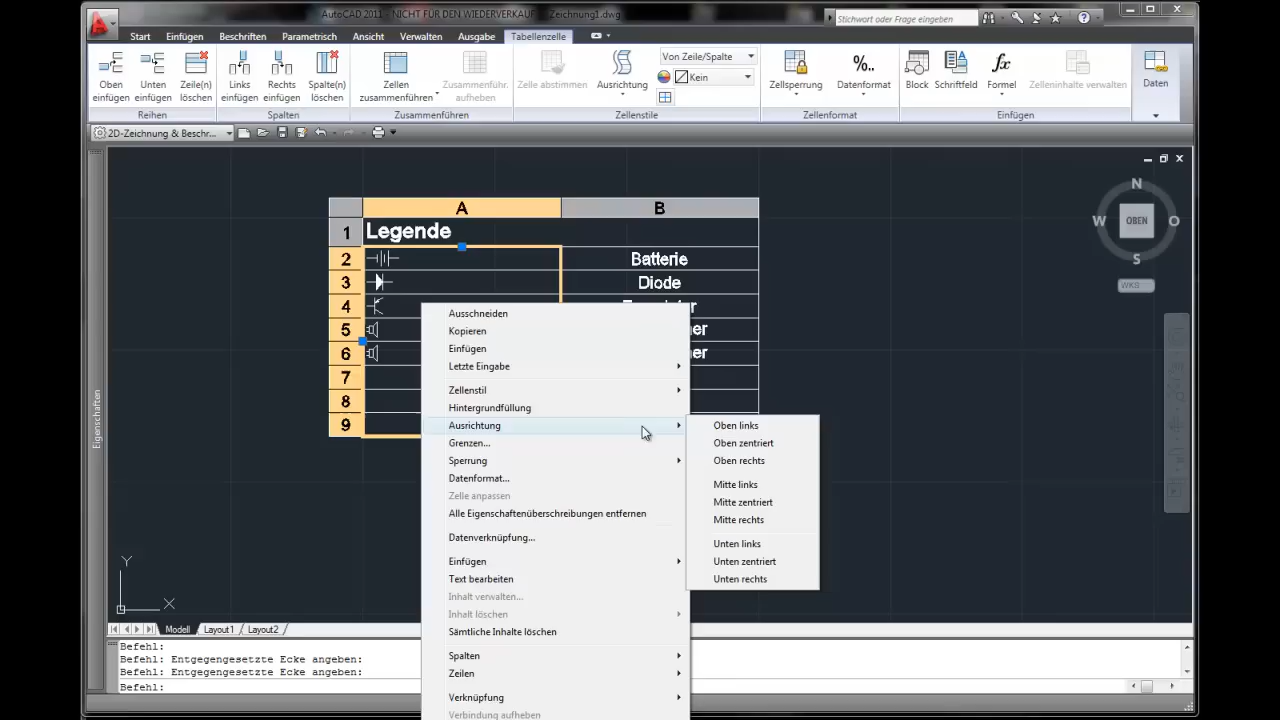 AutoCAD 2011 - NICHT FÜR DEN WIEDERVERKAUF Zeichnung1.dwg
Stichwort oder Frage eingeben
Start Einfügen Beschriften Parametrisch Ansicht Verwalten Ausgabe Tabellenzelle
Oben einfügen
Unten einfügen
Zeile(n) löschen
Links einfügen
Rechts einfügen
Spalte(n) löschen
Zellen zusammenführen
Zusammenführ. aufheben
Zelle abstimmen
Ausrichtung
Von Zeile/Spalte
Kein
Zellsperrung
%..
Datenformat
Block
Schriftfeld
fx
Formel
Zelleninhalte verwalten
Daten
Reihen Spalten Zusammenführen Zellenstile Zellenformat Einfügen
2D-Zeichnung & Beschr...
A B
1 Legende
2 Batterie
3 Diode
4
5
6
7
8
9
Ausschneiden
Kopieren
Einfügen
Letzte Eingabe
Zellenstil
Hintergrundfüllung
Ausrichtung
Grenzen...
Sperrung
Datenformat...
Zelle anpassen
Alle Eigenschaftenüberschreibungen entfernen
Datenverknüpfung...
Einfügen
Text bearbeiten
Inhalt verwalten...
Inhalt löschen
Sämtliche Inhalte löschen
Spalten
Zeilen
Verknüpfung
Verbindung aufheben
Oben links
Oben zentriert
Oben rechts
Mitte links
Mitte zentriert
Mitte rechts
Unten links
Unten zentriert
Unten rechts
N
W OBEN O
S
WKS
Eigenschaften
Y
X
Modell Layout1 Layout2
Befehl:
Befehl: Entgegengesetzte Ecke angeben:
Befehl: Entgegengesetzte Ecke angeben:
Befehl: